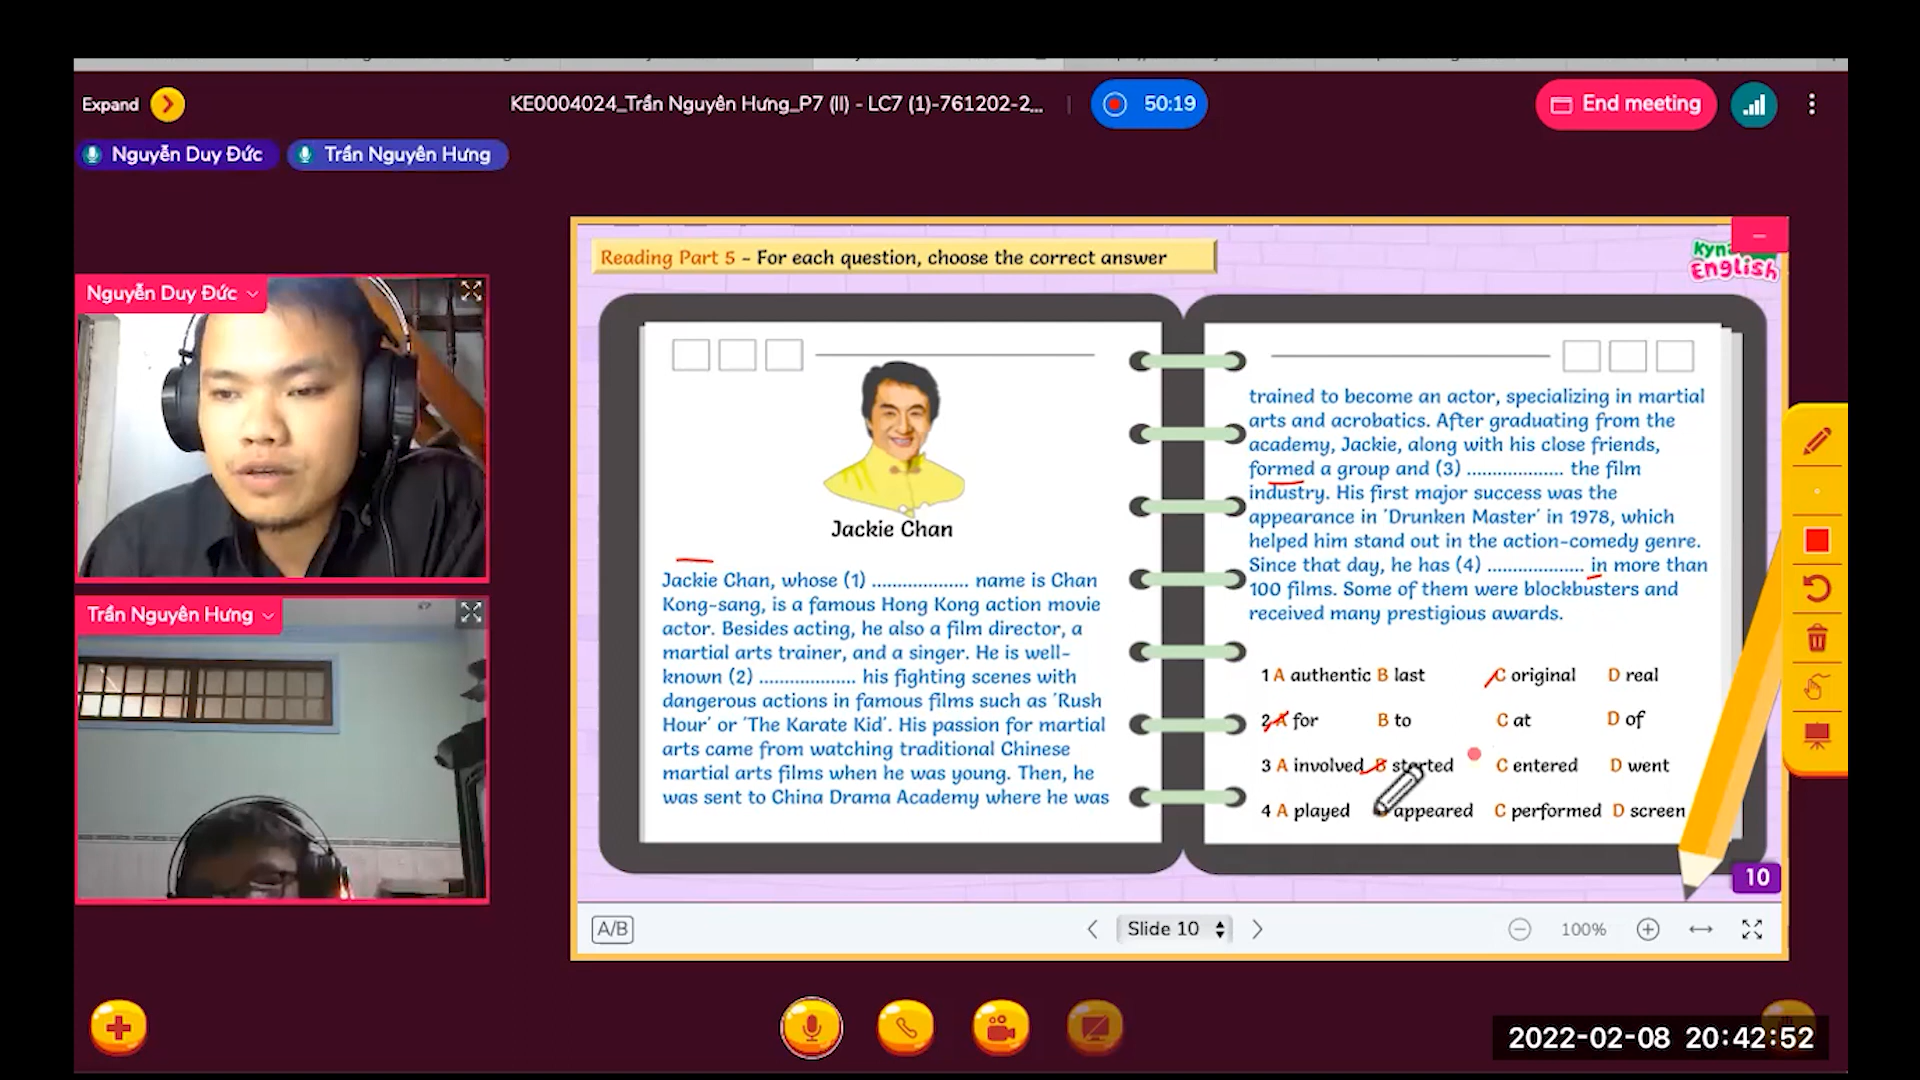 Expand
KE0004024_Trần Nguyên Hưng_P7 (II) - LC7 (1)-761202-2...
50:19
End meeting
Nguyễn Duy Đức
Trần Nguyên Hưng
Nguyễn Duy Đức
Trần Nguyên Hưng
Reading Part 5 - For each question, choose the correct answer
English
Jackie Chan
Jackie Chan, whose (1) ................... name is Chan
Kong-sang, is a famous Hong Kong action movie
actor. Besides acting, he also a film director, a
martial arts trainer, and a singer. He is well-
known (2) ................... his fighting scenes with
dangerous actions in famous films such as 'Rush
Hour' or 'The Karate Kid'. His passion for martial
arts came from watching traditional Chinese
martial arts films when he was young. Then, he
was sent to China Drama Academy where he was
trained to become an actor, specializing in martial
arts and acrobatics. After graduating from the
academy, Jackie, along with his close friends,
formed a group and (3) ................... the film
industry. His first major success was the
appearance in 'Drunken Master' in 1978, which
helped him stand out in the action-comedy genre.
Since that day, he has (4) ................... in more than
100 films. Some of them were blockbusters and
received many prestigious awards.
1 A authentic B last C original D real
2 A for B to C at D of
3 A involved B started C entered D went
4 A played appeared C performed D screen
10
A/B
Slide 10
100%
2022-02-08 20:42:52